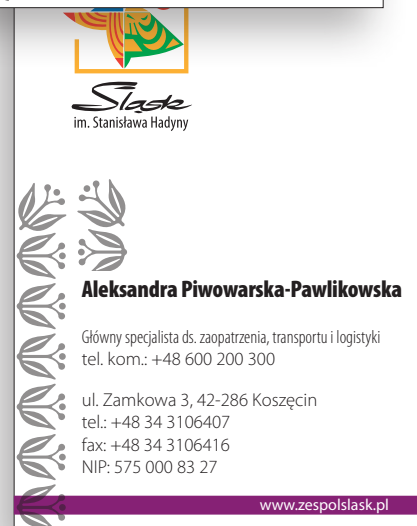 Śląsk
im. Stanisława Hadyny
Aleksandra Piwowarska-Pawlikowska
Główny specjalista ds. zaopatrzenia, transportu i logistyki
tel. kom.: +48 600 200 300
ul. Zamkowa 3, 42-286 Koszęcin
tel.: +48 34 3106407
fax: +48 34 3106416
NIP: 575 000 83 27
www.zespolslask.pl